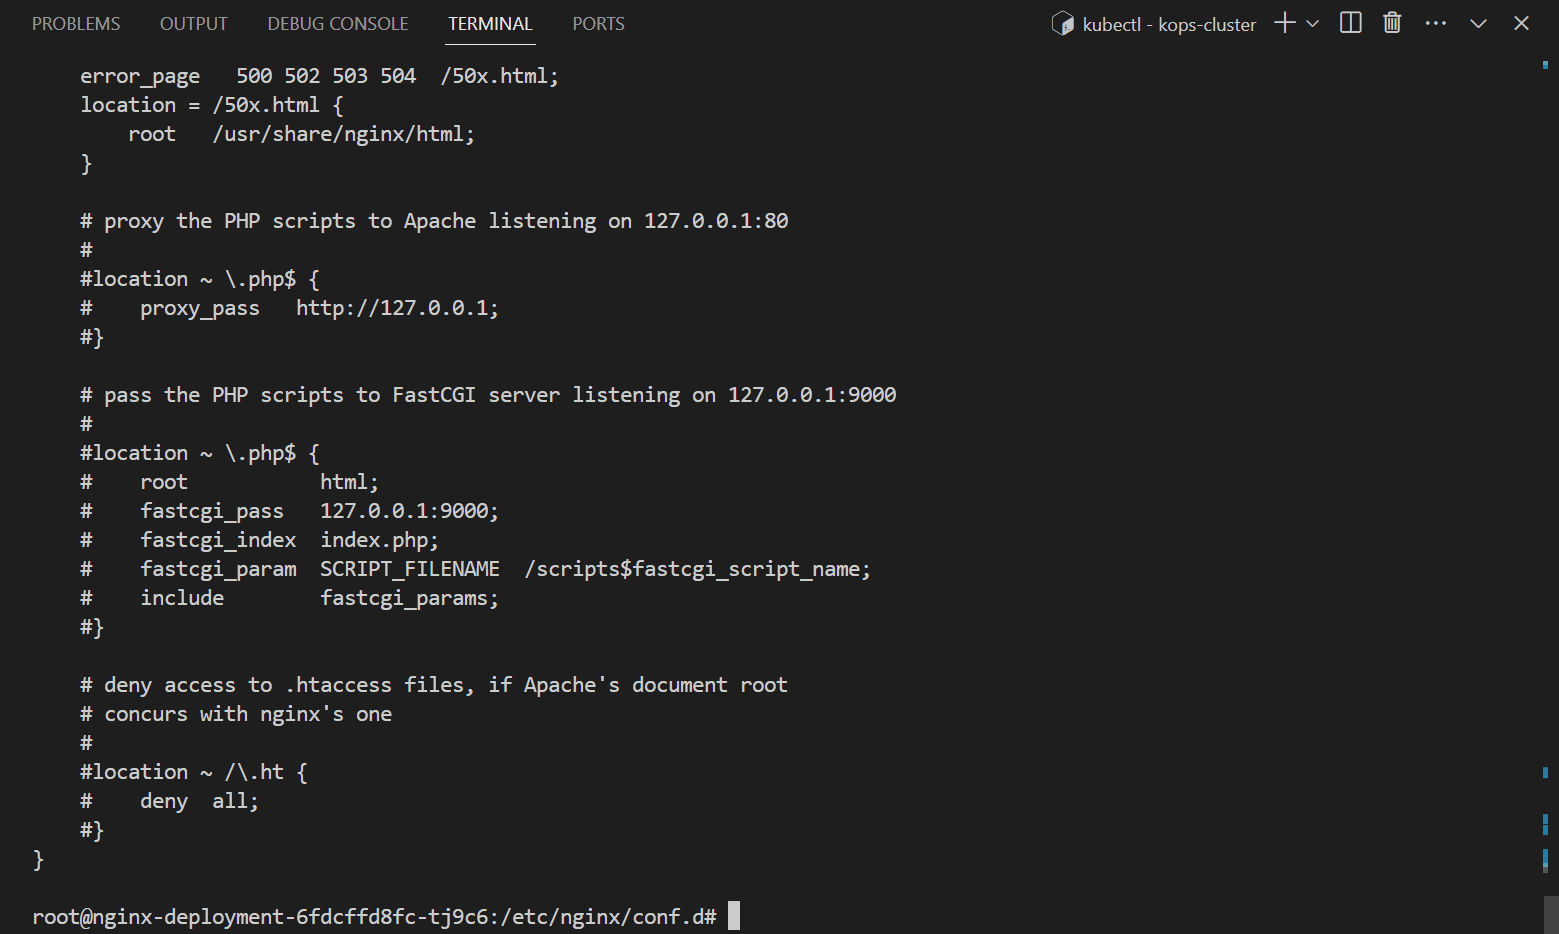 PROBLEMS OUTPUT DEBUG CONSOLE TERMINAL PORTS kubectl - kops-cluster
    error_page   500 502 503 504  /50x.html;
    location = /50x.html {
        root   /usr/share/nginx/html;
    }

    # proxy the PHP scripts to Apache listening on 127.0.0.1:80
    #
    #location ~ \.php$ {
    #    proxy_pass   http://127.0.0.1;
    #}

    # pass the PHP scripts to FastCGI server listening on 127.0.0.1:9000
    #
    #location ~ \.php$ {
    #    root           html;
    #    fastcgi_pass   127.0.0.1:9000;
    #    fastcgi_index  index.php;
    #    fastcgi_param  SCRIPT_FILENAME  /scripts$fastcgi_script_name;
    #    include        fastcgi_params;
    #}

    # deny access to .htaccess files, if Apache's document root
    # concurs with nginx's one
    #
    #location ~ /\.ht {
    #    deny  all;
    #}
}

root@nginx-deployment-6fdcffd8fc-tj9c6:/etc/nginx/conf.d#